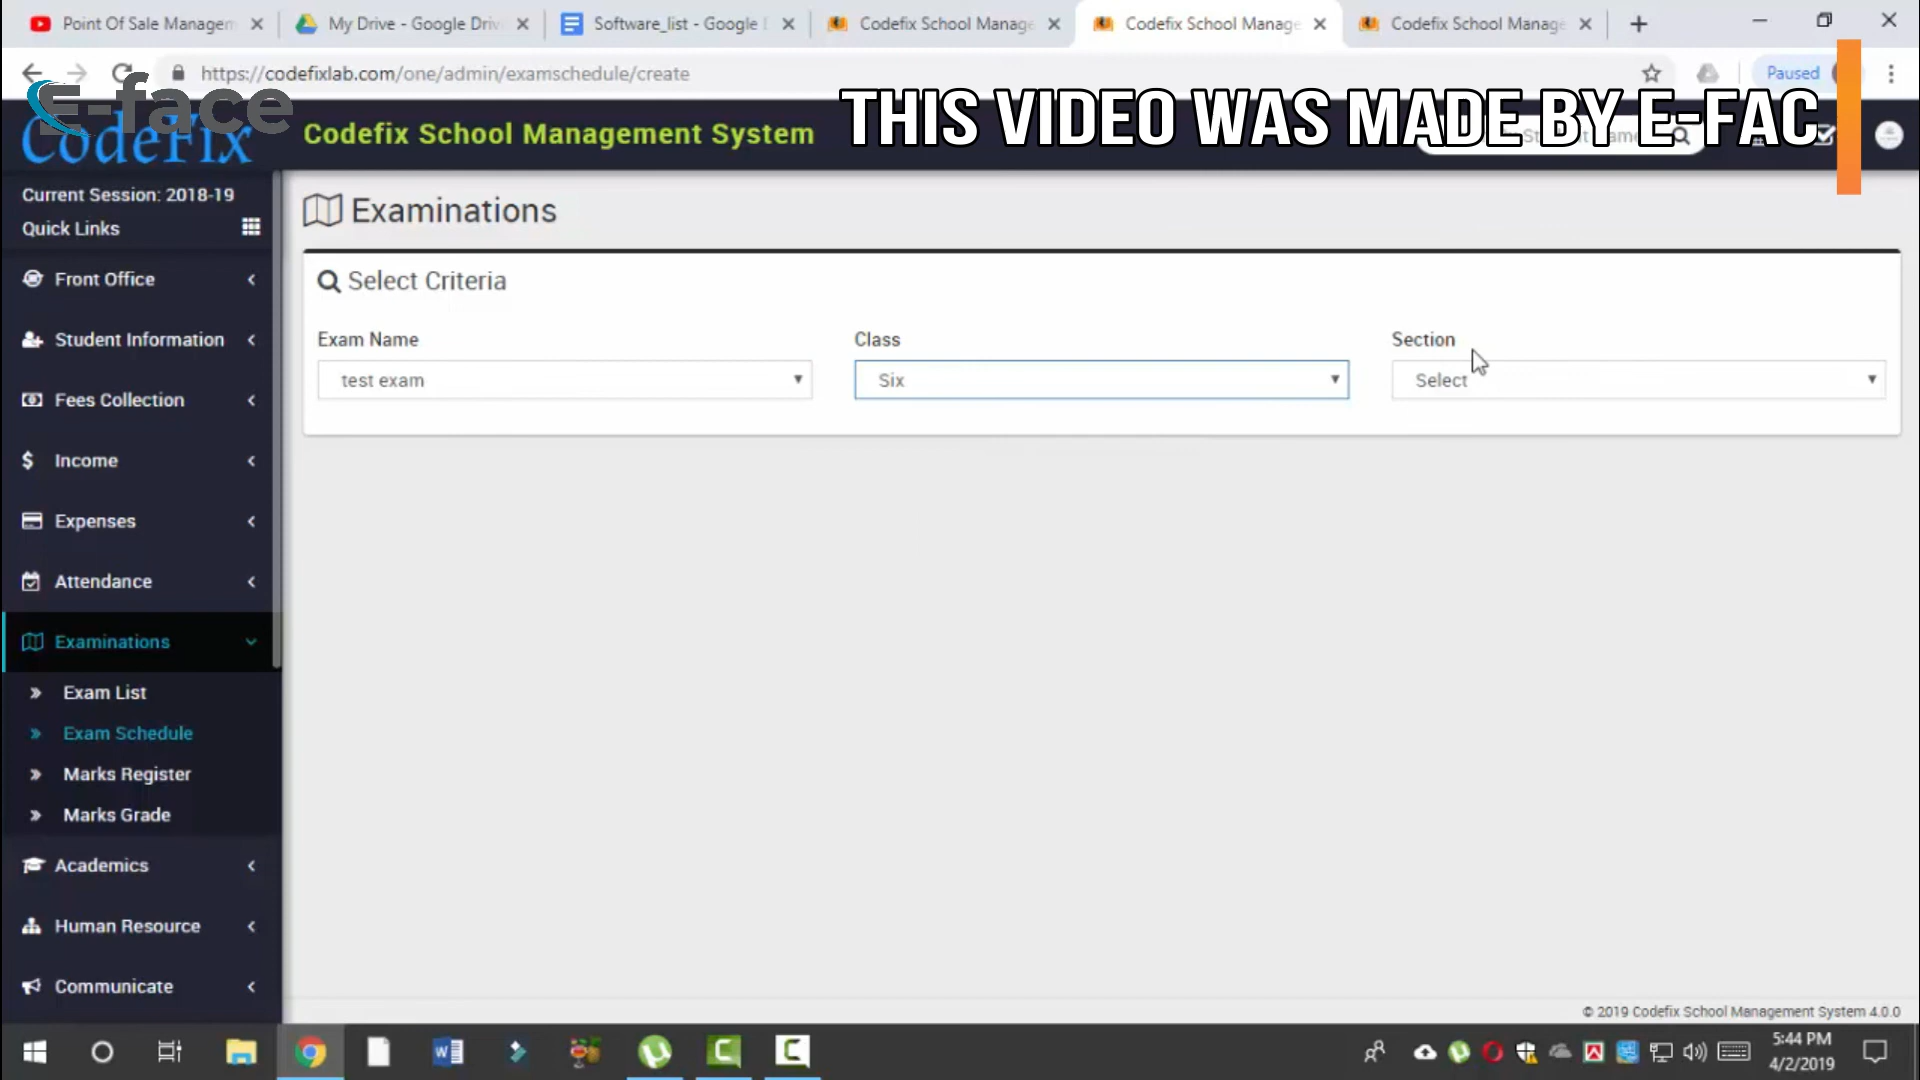 Point Of Sale Managem
My Drive - Google Driv
Software_list - Google
Codefix School Manage
Codefix School Manage
Codefix School Manage
https://codefixlab.com/one/admin/examschedule/create
Paused
E-face
CodeFix
Codefix School Management System
THIS VIDEO WAS MADE BY E-FAC
Current Session: 2018-19
Quick Links
Front Office
Student Information
Fees Collection
Income
Expenses
Attendance
Examinations
Exam List
Exam Schedule
Marks Register
Marks Grade
Academics
Human Resource
Communicate
Examinations
Select Criteria
Exam Name
Class
Section
test exam
Six
Select
© 2019 Codefix School Management System 4.0.0
5:44 PM
4/2/2019